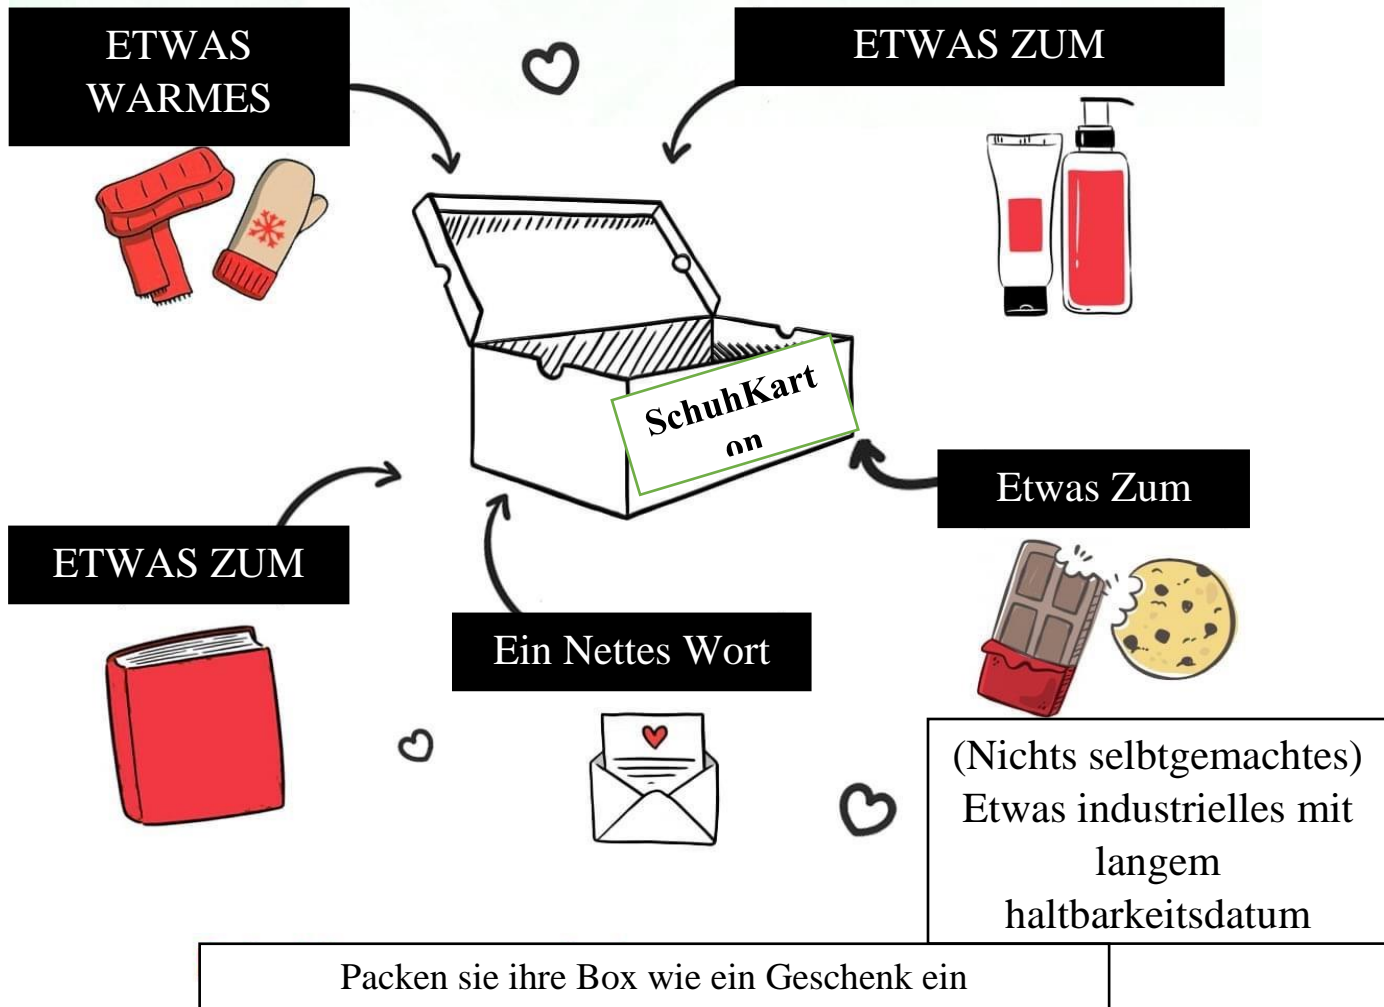 ETWAS
WARMES
ETWAS ZUM
SchuhKart
on
Etwas Zum
ETWAS ZUM
Ein Nettes Wort
(Nichts selbtgemachtes)
Etwas industrielles mit
langem
haltbarkeitsdatum
Packen sie ihre Box wie ein Geschenk ein